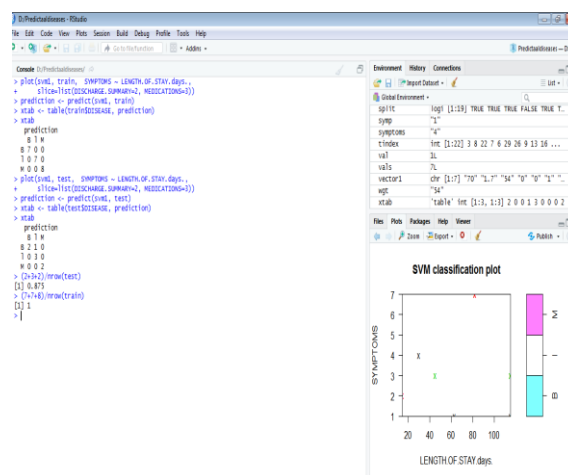 D:/Predictaldiseases - RStudio
File Edit Code View Plots Session Build Debug Profile Tools Help
Go to file/function Addins
Predictaldiseases
Console D:/Predictaldiseases/
> plot(svm1, train, SYMPTOMS ~ LENGTH.OF.STAY.days.,
+ slice=list(DISCHARGE.SUMMARY=2, MEDICATIONS=3))
> prediction <- predict(svm1, train)
> xtab <- table(train$DISEASE, prediction)
> xtab
prediction
B l M
B 7 0 0
l 0 7 0
M 0 0 8
> plot(svm1, test, SYMPTOMS ~ LENGTH.OF.STAY.days.,
+ slice=list(DISCHARGE.SUMMARY=2, MEDICATIONS=3))
> prediction <- predict(svm1, test)
> xtab <- table(test$DISEASE, prediction)
> xtab
prediction
B l M
B 2 1 0
l 0 3 0
M 0 0 2
> (2+3+2)/nrow(test)
[1] 0.875
> (7+7+8)/nrow(train)
[1] 1
>
Environment History Connections
Import Dataset List
Global Environment
split logi [1:19] TRUE TRUE TRUE FALSE TRUE T...
symp "1"
symptoms "4"
tindex int [1:22] 3 8 22 7 6 29 26 9 13 16 ...
val 1L
vals 7L
vector1 chr [1:7] "70" "1..7" "54" "0" "0" "1" "...
wgt "54"
xtab 'table' int [1:3, 1:3] 2 0 0 1 3 0 0 0 2
Files Plots Packages Help Viewer
Zoom Export Publish
SVM classification plot
SYMPTOMS
7
6
5
4
3
2
1
20 40 60 80 100
LENGTH.OF.STAY.days.
M
l
B